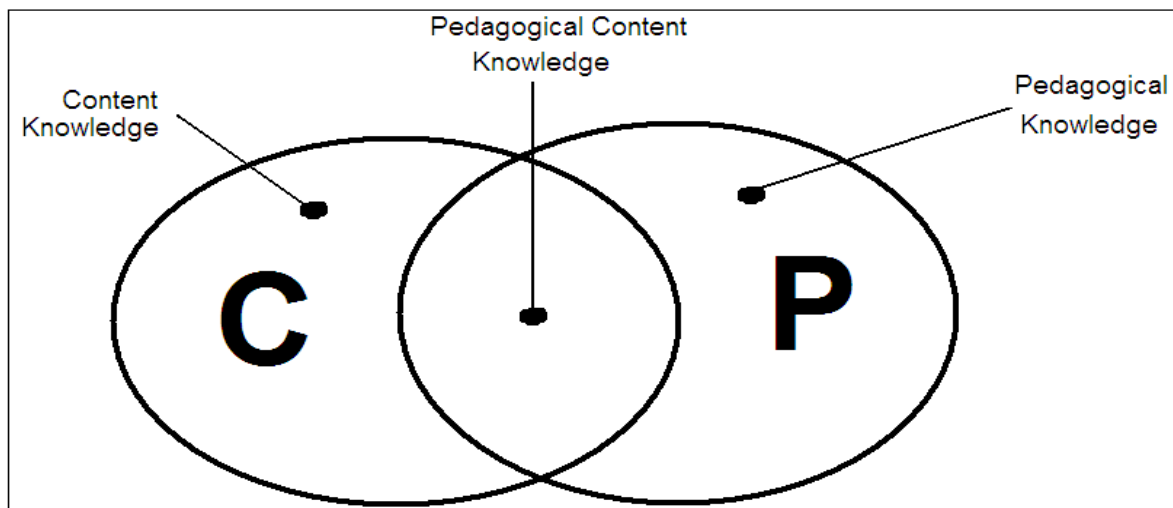 Pedagogical Content
Knowledge
Content
Knowledge
Pedagogical
Knowledge
C
P